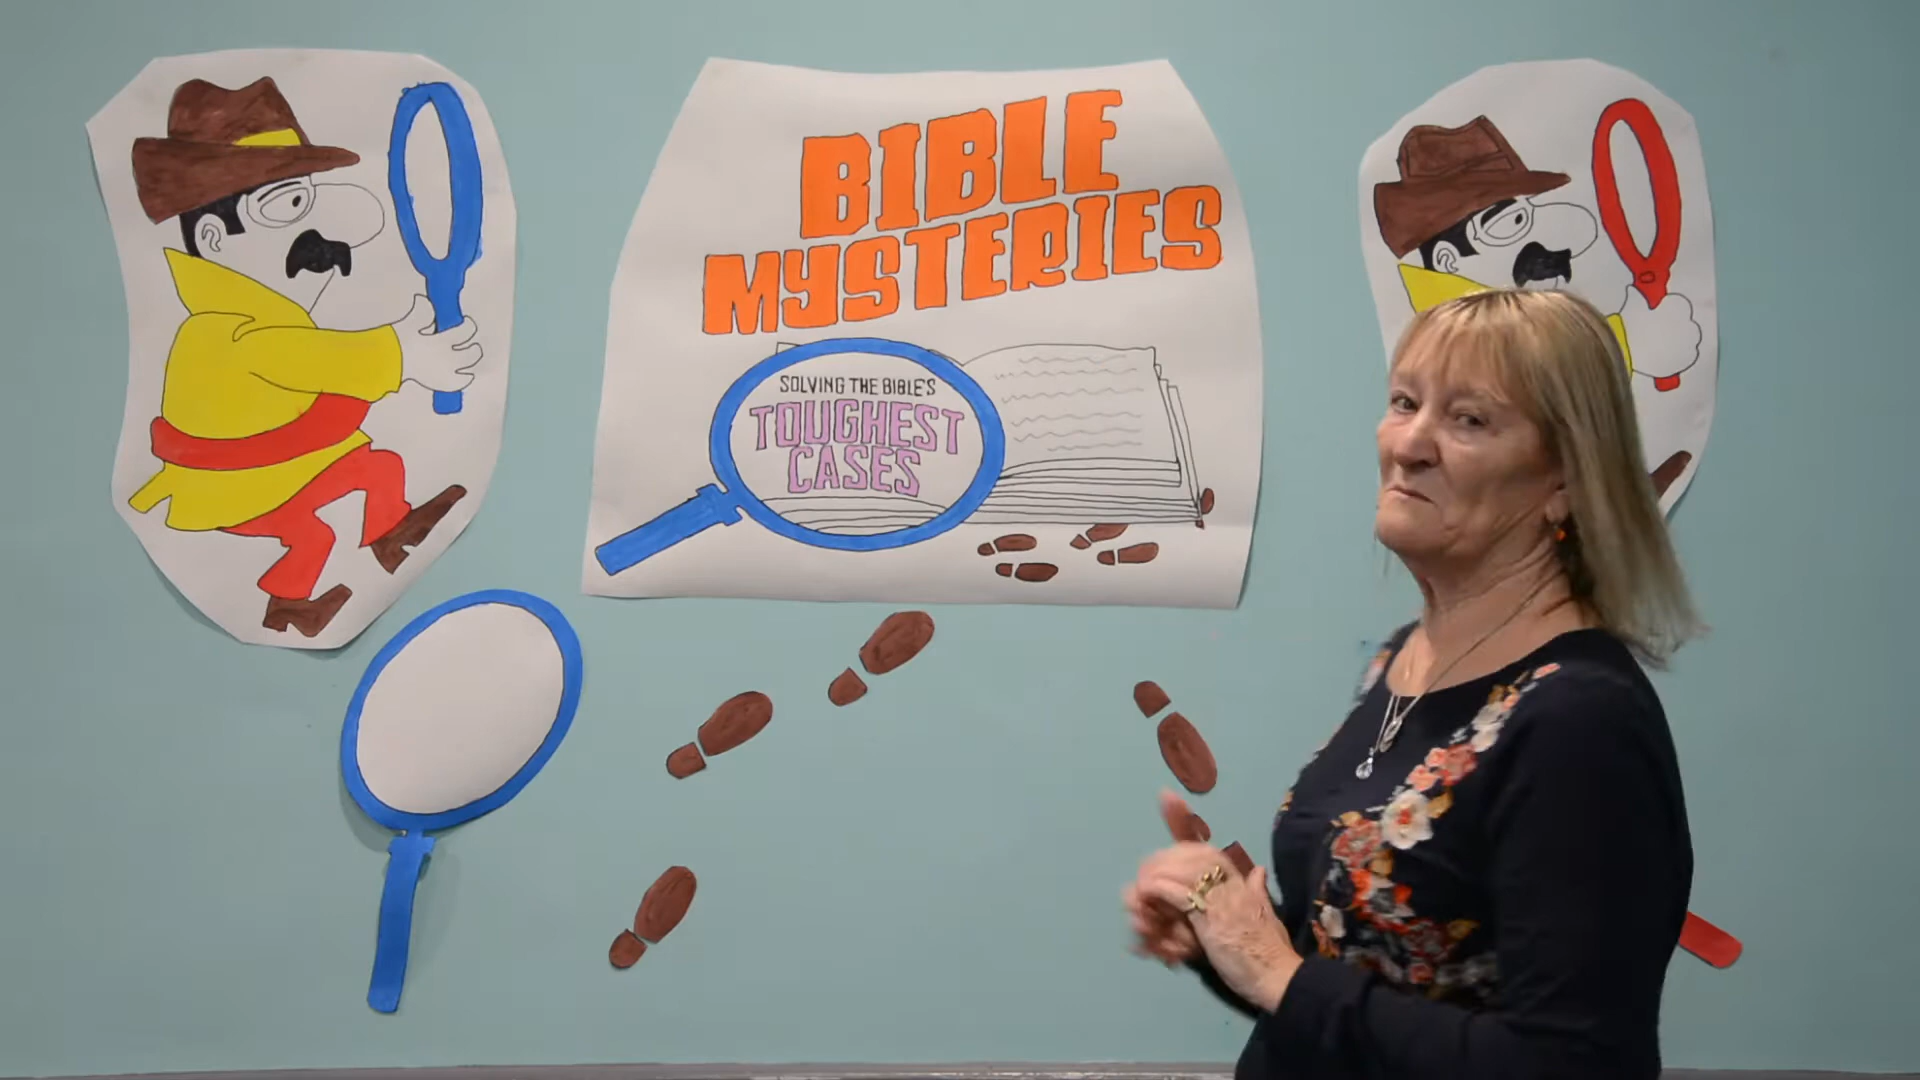 BIBLE
MYSTERIES
SOLVING THE BIBLE'S
TOUGHEST
CASES